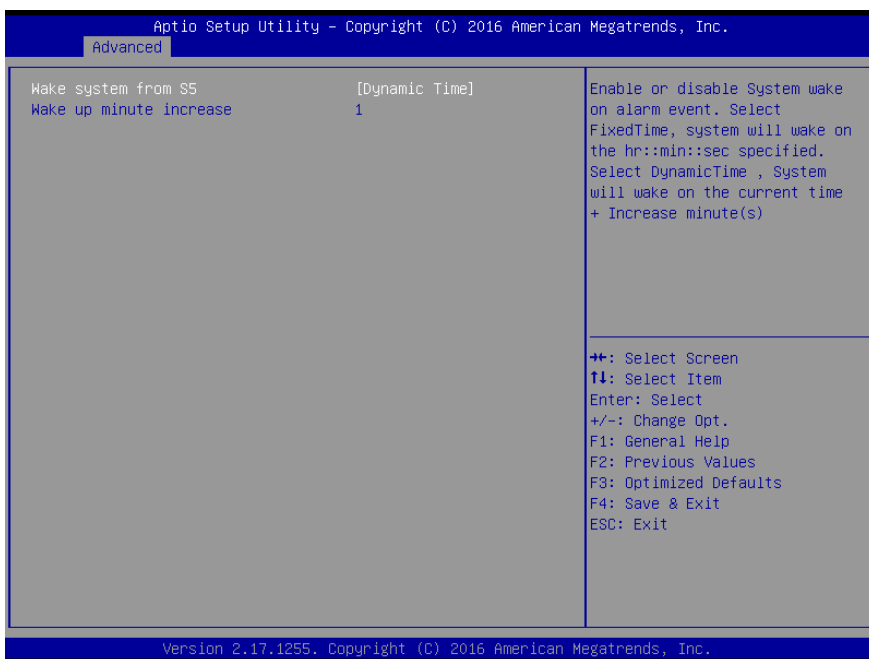 Aptio Setup Utility – Copyright (C) 2016 American Megatrends, Inc.
Advanced
Wake system from S5 [Dynamic Time]
Wake up minute increase 1
Enable or disable System wake
on alarm event. Select
FixedTime, system will wake on
the hr::min::sec specified.
Select DynamicTime , System
will wake on the current time
+ Increase minute(s)
→←: Select Screen
↑↓: Select Item
Enter: Select
+/-: Change Opt.
F1: General Help
F2: Previous Values
F3: Optimized Defaults
F4: Save & Exit
ESC: Exit
Version 2.17.1255. Copyright (C) 2016 American Megatrends, Inc.